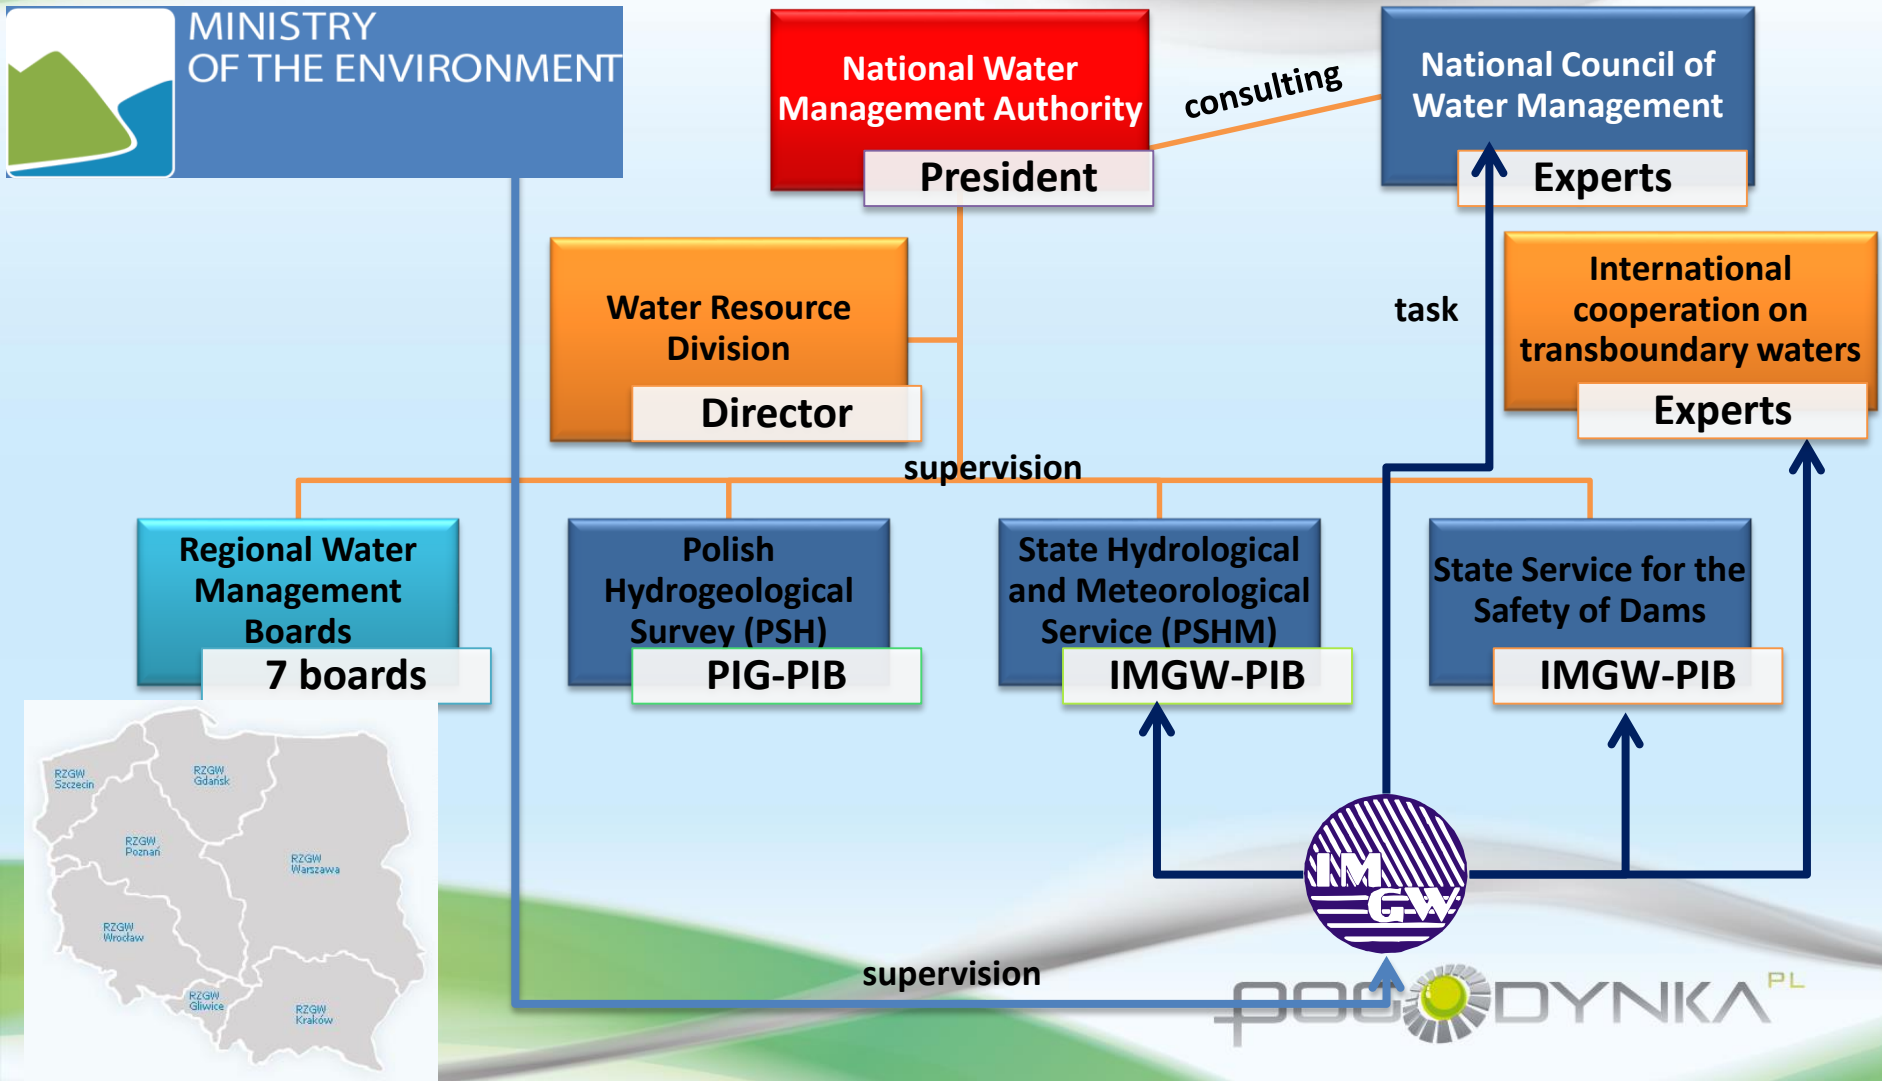 MINISTRY
OF THE ENVIRONMENT
National Water
Management Authority
President
consulting
National Council of
Water Management
Experts
Water Resource
Division
Director
task
International
cooperation on
transboundary waters
Experts
supervision
Regional Water
Management
Boards
7 boards
Polish
Hydrogeological
Survey (PSH)
PIG-PIB
State Hydrological
and Meteorological
Service (PSHM)
IMGW-PIB
State Service for the
Safety of Dams
IMGW-PIB
RZGW
Szczecin
RZGW
Gdańsk
RZGW
Poznań
RZGW
Warszawa
RZGW
Wrocław
RZGW
Gliwice
RZGW
Kraków
IM
GW
supervision
POGODYNKA PL